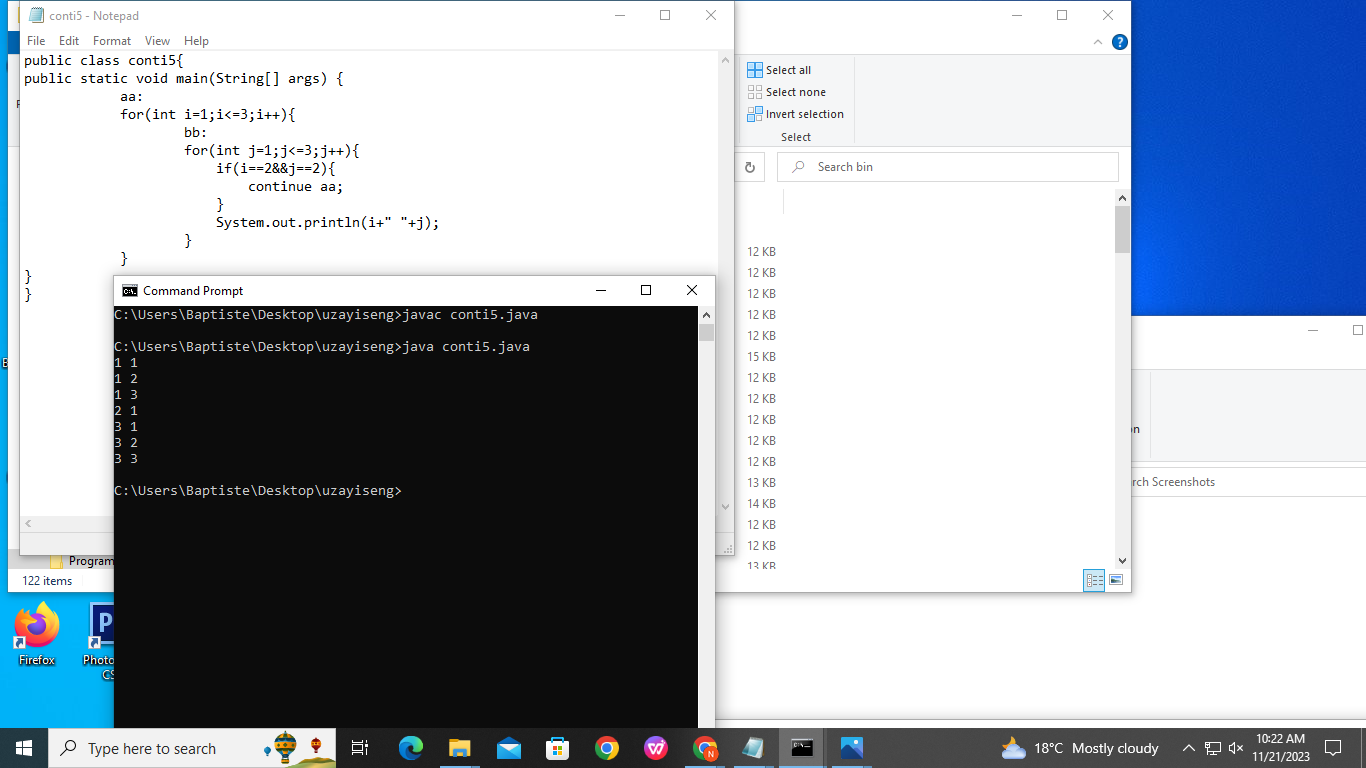 conti5 - Notepad
File Edit Format View Help
public class conti5{
public static void main(String[] args) {
aa:
for(int i=1;i<=3;i++){
bb:
for(int j=1;j<=3;j++){
if(i==2&&j==2){
continue aa;
}
System.out.println(i+" "+j);
}
}
}
}
Select all
Select none
Invert selection
Select
Search bin
12 KB
12 KB
12 KB
12 KB
12 KB
15 KB
12 KB
12 KB
12 KB
12 KB
12 KB
13 KB
14 KB
12 KB
12 KB
13 KB
Command Prompt
C:\Users\Baptiste\Desktop\uzayiseng>javac conti5.java
C:\Users\Baptiste\Desktop\uzayiseng>java conti5.java
1 1
1 2
1 3
2 1
3 1
3 2
3 3
C:\Users\Baptiste\Desktop\uzayiseng>
Program
122 items
Screenshots
Firefox
Photo
CS
Type here to search
18°C Mostly cloudy
10:22 AM
11/21/2023